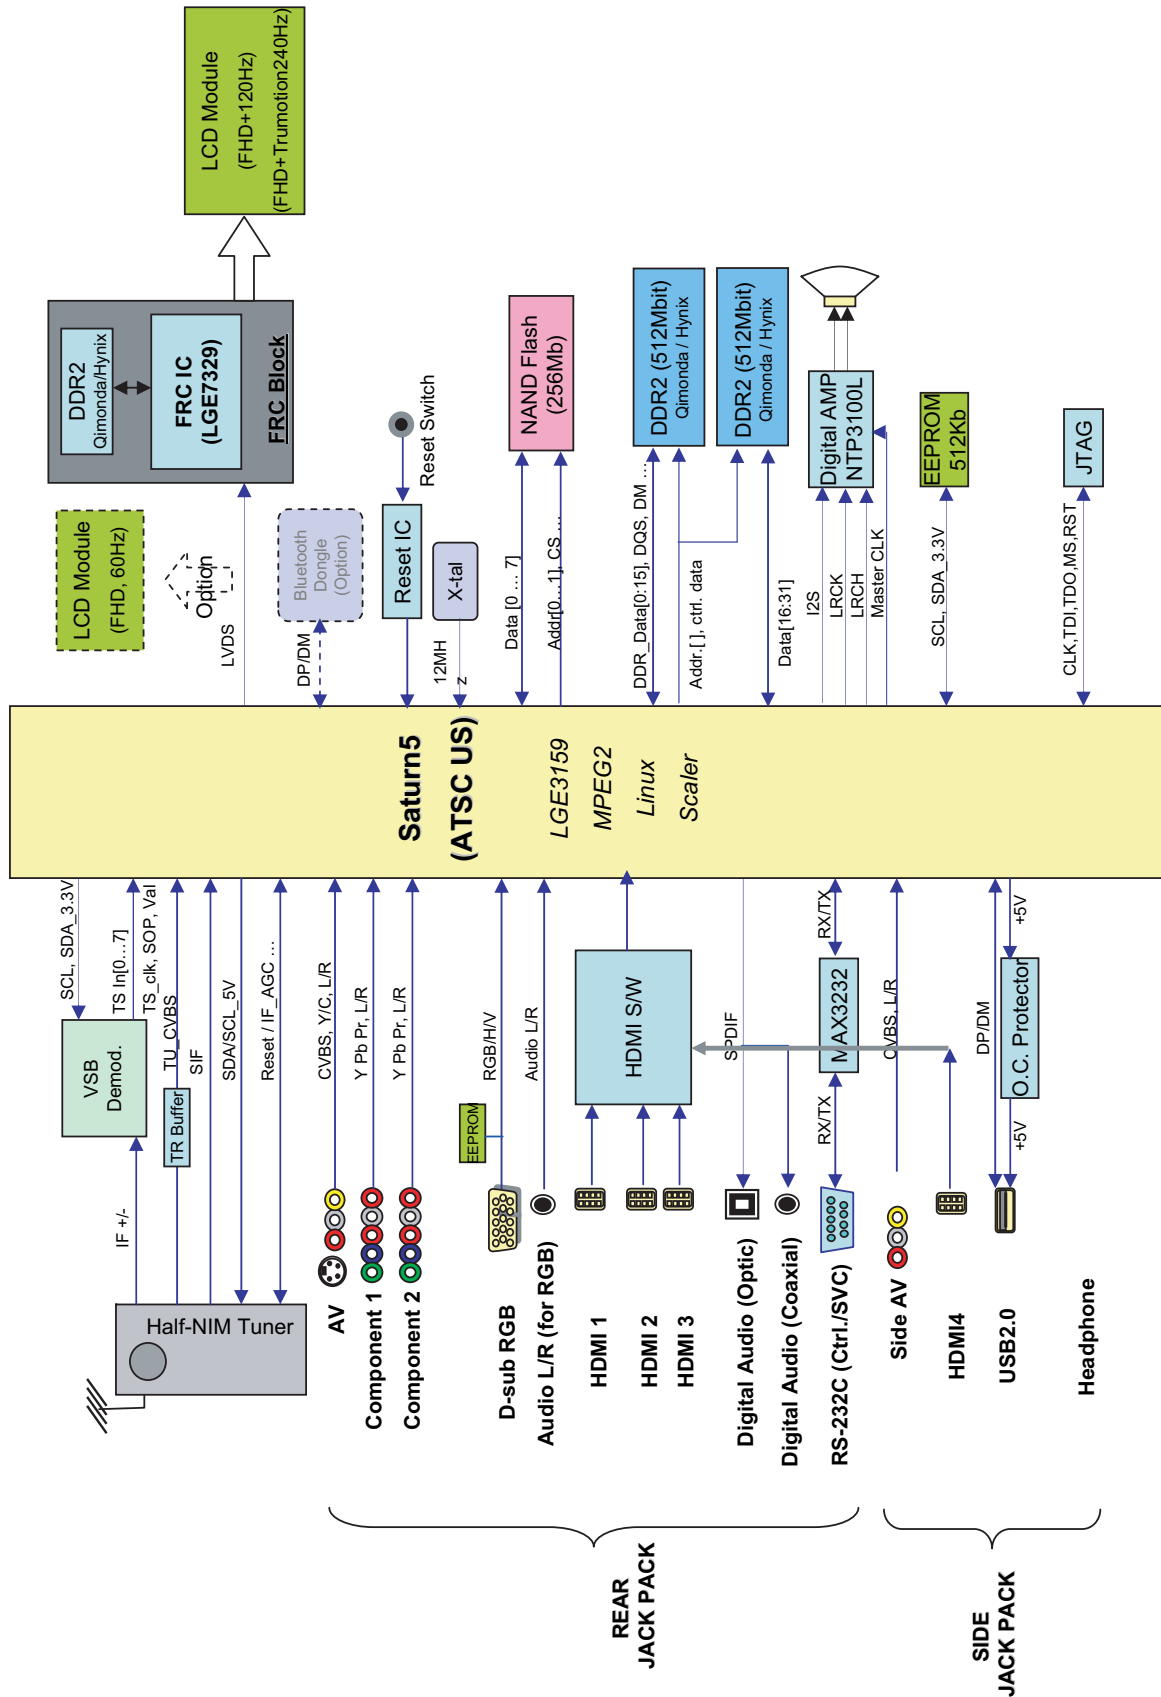 Half-NIM Tuner
IF +/-
VSB
Demod.
SCL, SDA_3.3V
TS In[0...7]
TS_clk, SOP, Val
TR Buffer
TU_CVBS
SIF
SDA/SCL_5V
Reset / IF_AGC ...
AV
CVBS, Y/C, L/R
Component 1
Y Pb Pr, L/R
Component 2
Y Pb Pr, L/R
D-sub RGB
EEPROM
RGB/H/V
Audio L/R (for RGB)
Audio L/R
HDMI 1
HDMI 2
HDMI 3
HDMI S/W
Digital Audio (Optic)
SPDIF
Digital Audio (Coaxial)
RS-232C (Ctrl./SVC)
RX/TX
MAX3232
RX/TX
Side AV
CVBS, L/R
HDMI4
USB2.0
DP/DM
+5V
O.C. Protector
+5V
Headphone
REAR
JACK PACK
SIDE
JACK PACK
Saturn5
(ATSC US)
LGE3159
MPEG2
Linux
Scaler
LCD Module
(FHD, 60Hz)
Option
LVDS
DDR2
Qimonda/Hynix
FRC IC
(LGE7329)
FRC Block
LCD Module
(FHD+120Hz)
(FHD+Trumotion240Hz)
DP/DM
Bluetooth
Dongle
(Option)
Reset IC
Reset Switch
12MH
z
X-tal
Data [0 ... 7]
Addr[0...1], CS ...
NAND Flash
(256Mb)
DDR_Data[0:15], DQS, DM ...
Addr.[ ], ctrl. data
DDR2 (512Mbit)
Qimonda / Hynix
Data[16:31]
DDR2 (512Mbit)
Qimonda / Hynix
I2S
LRCK
LRCH
Master CLK
Digital AMP
NTP3100L
SCL, SDA_3.3V
EEPROM
512Kb
CLK,TDI,TDO,MS,RST
JTAG